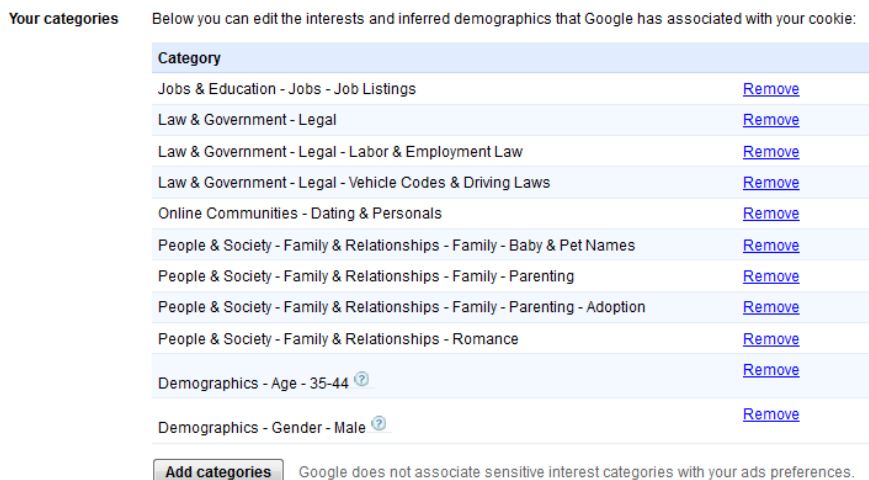 Your categories Below you can edit the interests and inferred demographics that Google has associated with your cookie:
Category
Jobs & Education - Jobs - Job Listings Remove
Law & Government - Legal Remove
Law & Government - Legal - Labor & Employment Law Remove
Law & Government - Legal - Vehicle Codes & Driving Laws Remove
Online Communities - Dating & Personals Remove
People & Society - Family & Relationships - Family - Baby & Pet Names Remove
People & Society - Family & Relationships - Family - Parenting Remove
People & Society - Family & Relationships - Family - Parenting - Adoption Remove
People & Society - Family & Relationships - Romance Remove
Demographics - Age - 35-44 ? Remove
Demographics - Gender - Male ? Remove
Add categories Google does not associate sensitive interest categories with your ads preferences.